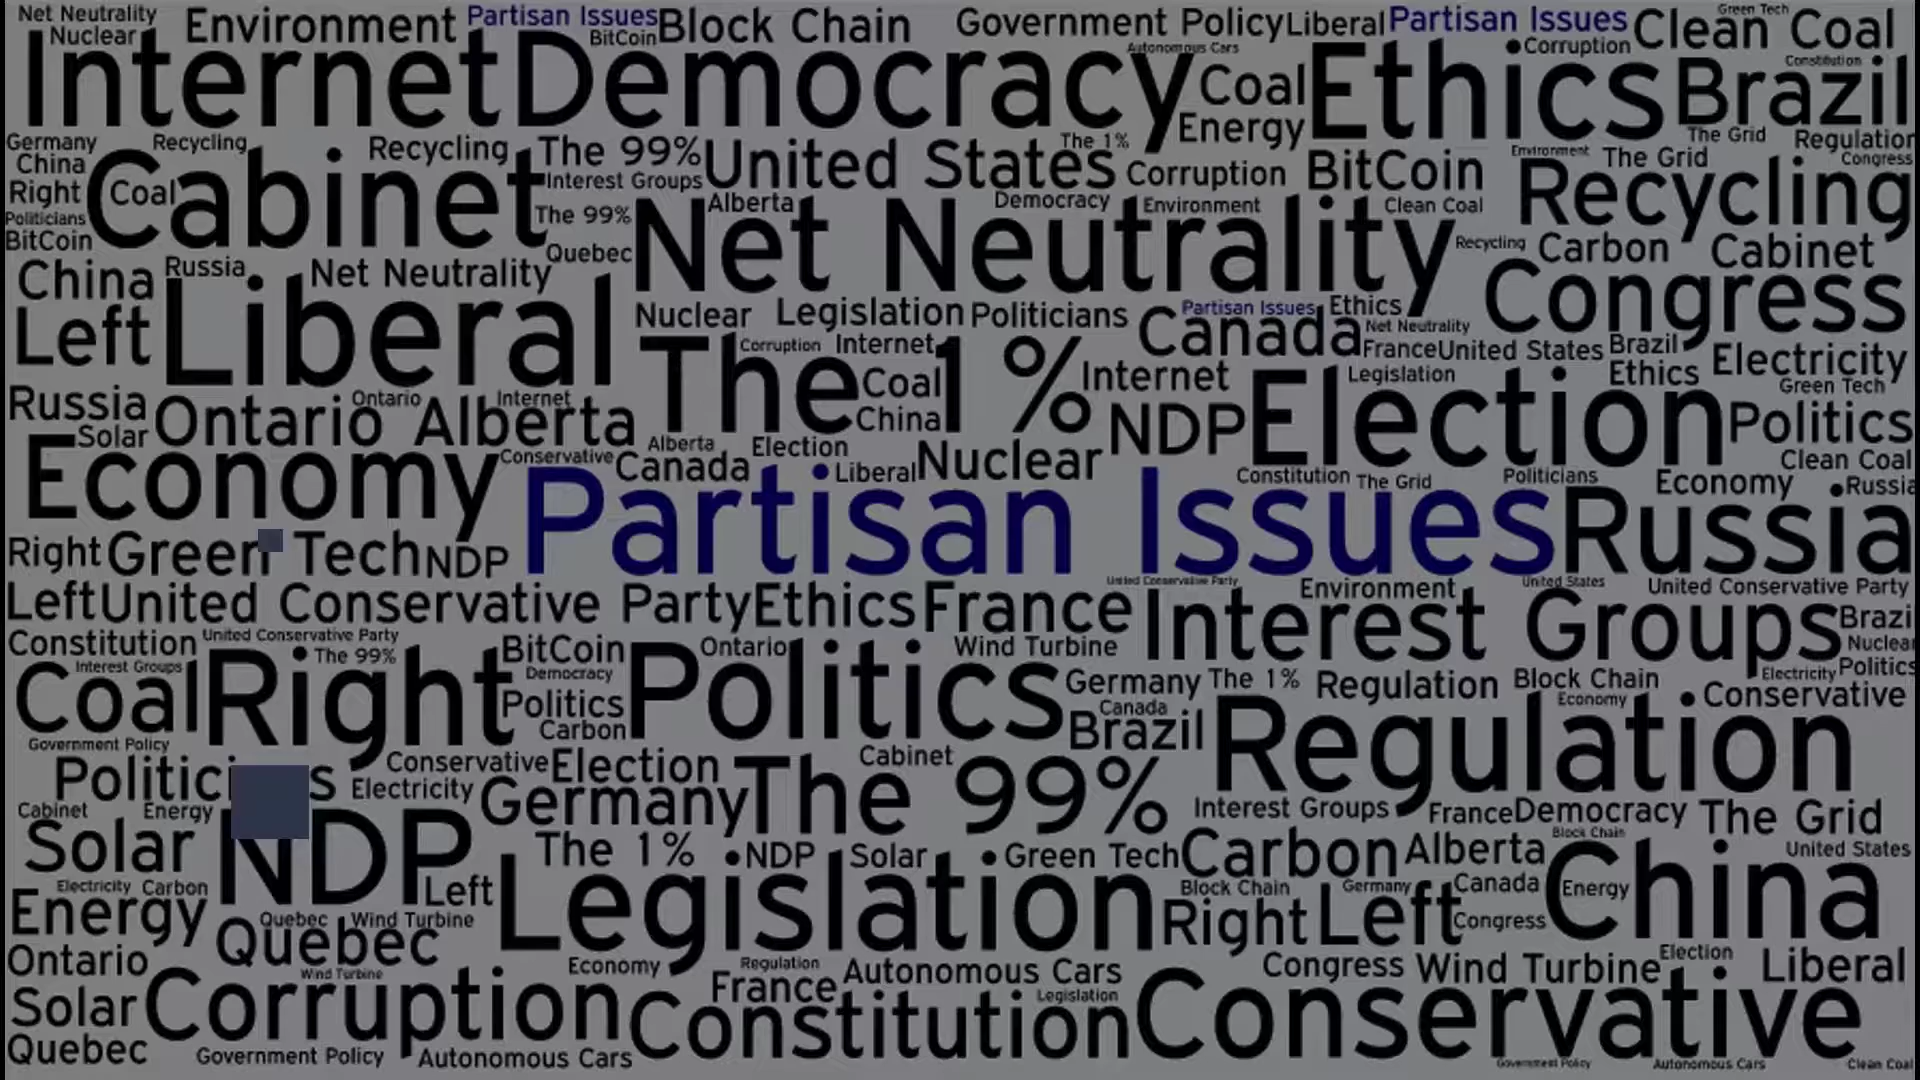 Net Neutrality Environment Partisan Issues Block Chain Government Policy Liberal Partisan Issues Clean Coal Green Tech
Nuclear BitCoin Autonomous Cars Corruption Constitution
Internet Democracy Coal Ethics Brazil
Energy
Germany Recycling Recycling The 99% The 1% The Grid Regulation
China Cabinet United States Corruption BitCoin Environment The Grid Congress
Right Coal Interest Groups Recycling
Politicians The 99% Alberta Democracy Environment Clean Coal
BitCoin Quebec Net Neutrality Recycling Carbon Cabinet
China Russia Net Neutrality Congress
Left Liberal Nuclear Legislation Politicians Partisan Issues Ethics
Canada Net Neutrality
The 1 % Corruption Internet France United States Brazil Electricity
Russia Ontario Internet Coal Internet Legislation Ethics Green Tech
Solar Ontario Alberta China NDP Election Politics
Economy Conservative Alberta Election Canada Liberal Nuclear Clean Coal
Partisan Issues Constitution The Grid Politicians Economy Russia
Russia
Right Green Tech NDP
Left United Conservative Party Ethics France United Conservative Party Environment United States United Conservative Party
Interest Groups Brazi
Constitution United Conservative Party BitCoin Ontario Wind Turbine Nuclear
Coal Interest Groups Right The 99% Democracy Politics Germany The 1% Regulation Block Chain Electricity Politics
Politics Canada Economy Conservative
Carbon Brazil Regulation
Government Policy Conservative Election Cabinet
Electricity Germany The 99%
Cabinet Energy Interest Groups France Democracy The Grid
Solar NDP The 1% NDP Solar Green Tech Carbon Alberta Block Chain United States
Electricity Carbon Left Legislation Block Chain Germany Canada Energy China
Energy Quebec Wind Turbine Right Left Congress
Quebec
Ontario Wind Turbine Economy Regulation Autonomous Cars Congress Wind Turbine Election Liberal
Solar Corruption France Legislation Conservative
Constitution
Quebec Government Policy Autonomous Cars Government Policy Autonomous Cars Clean Coal